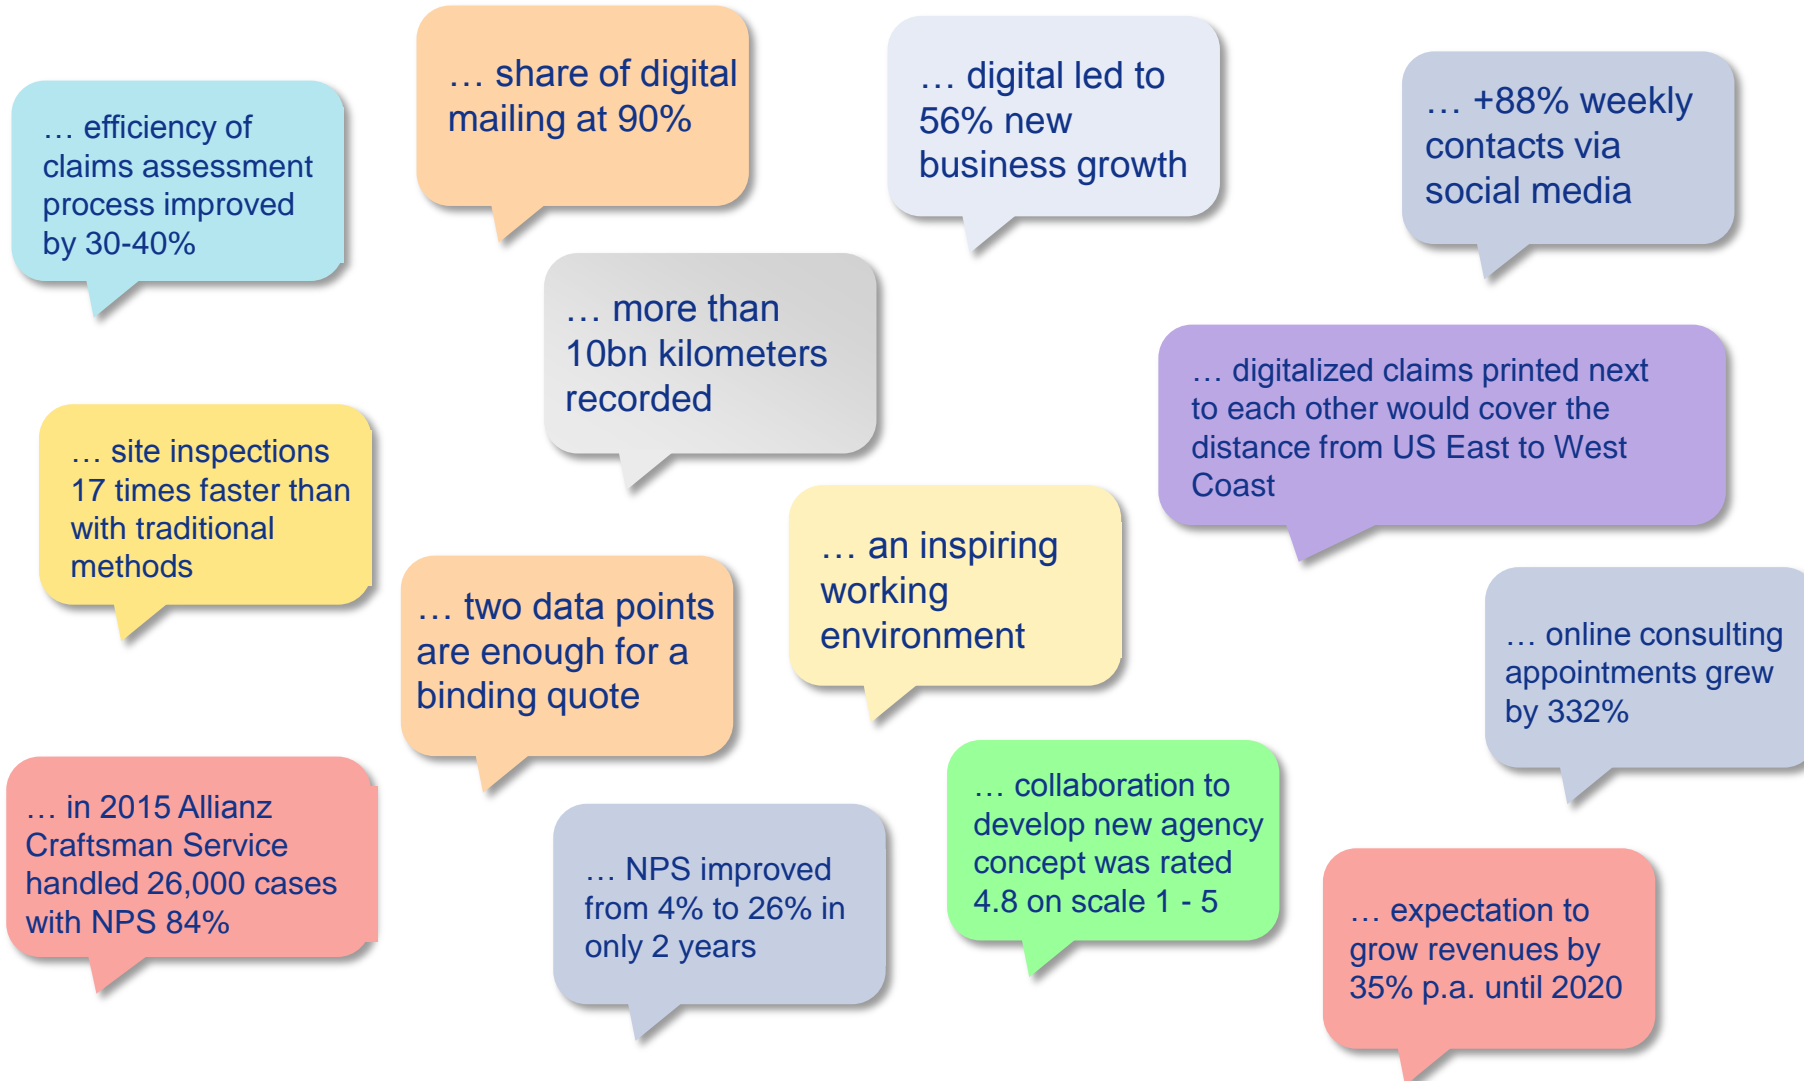 … share of digital
mailing at 90%
… digital led to
56% new
business growth
… +88% weekly
contacts via
social media
… efficiency of
claims assessment
process improved
by 30-40%
… more than
10bn kilometers
recorded
… digitalized claims printed next
to each other would cover the
distance from US East to West
Coast
… site inspections
17 times faster than
with traditional
methods
… an inspiring
working
environment
… two data points
are enough for a
binding quote
… online consulting
appointments grew
by 332%
… in 2015 Allianz
Craftsman Service
handled 26,000 cases
with NPS 84%
… collaboration to
develop new agency
concept was rated
4.8 on scale 1 - 5
… NPS improved
from 4% to 26% in
only 2 years
… expectation to
grow revenues by
35% p.a. until 2020